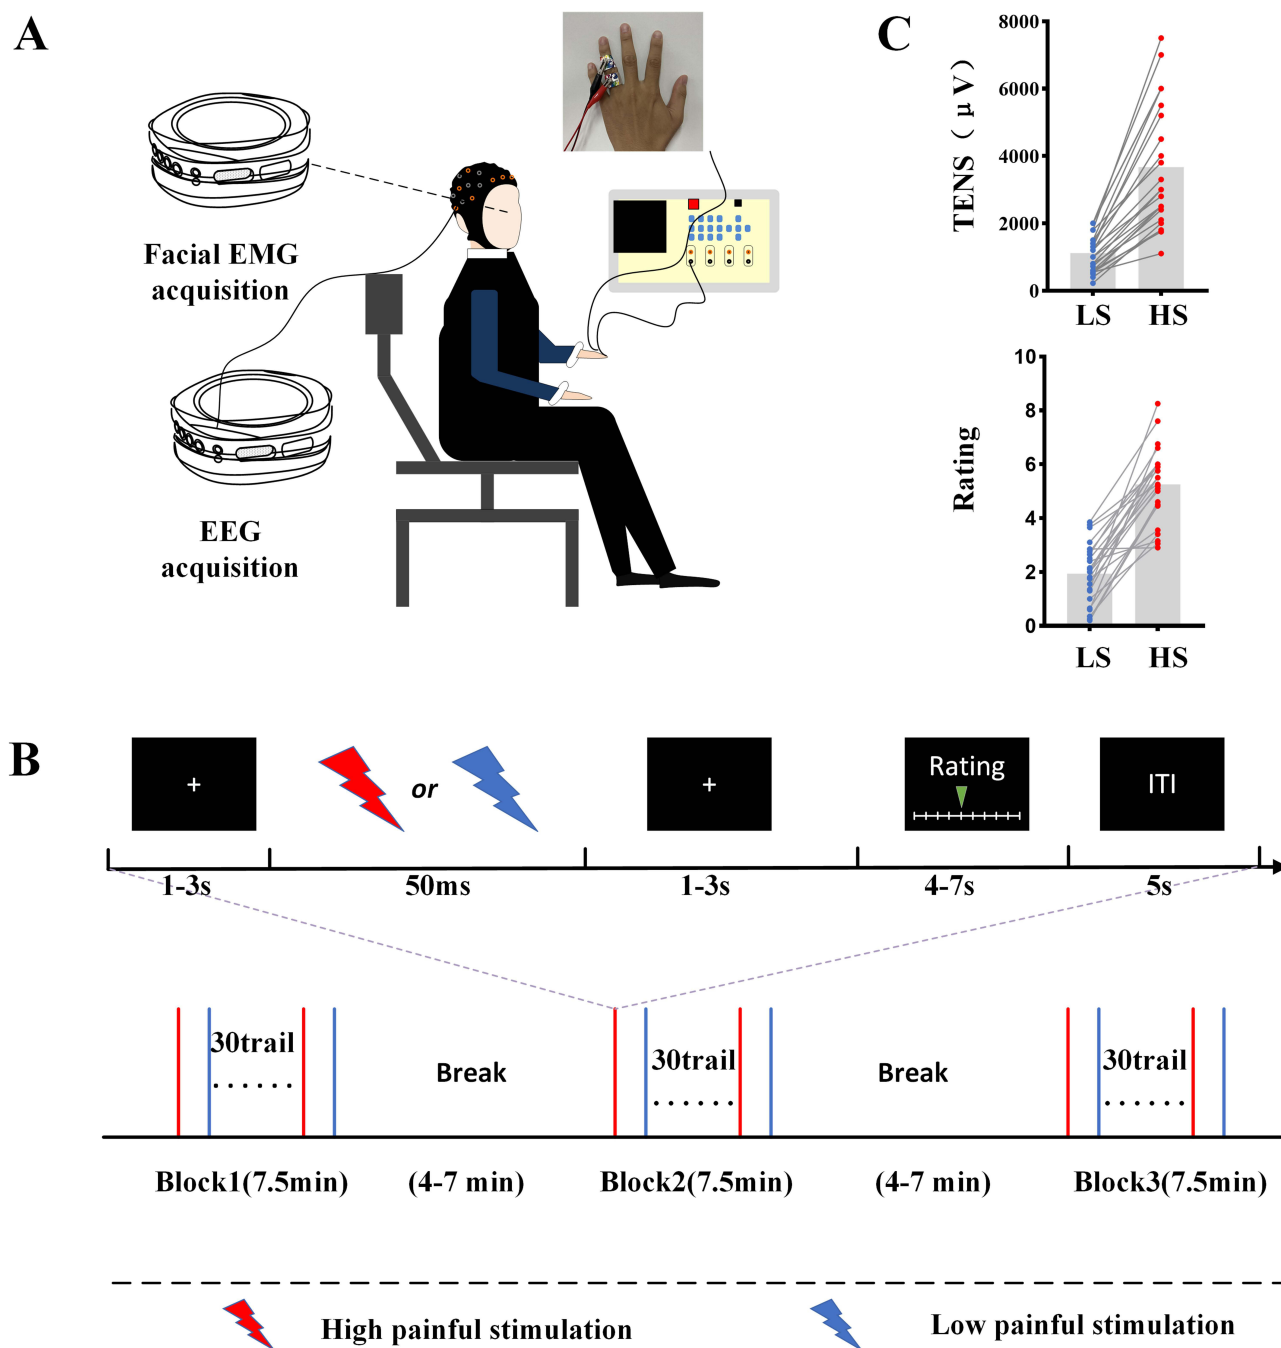 A
Facial EMG
acquisition
EEG
acquisition
C
TENS（μV）
8000
6000
4000
2000
0
LS HS
Rating
10
8
6
4
2
0
LS HS
B
+
or
+
Rating
ITI
1-3s 50ms 1-3s 4-7s 5s
30trail
......
Break
30trail
......
Break
30trail
......
Block1(7.5min) (4-7 min) Block2(7.5min) (4-7 min) Block3(7.5min)
High painful stimulation Low painful stimulation